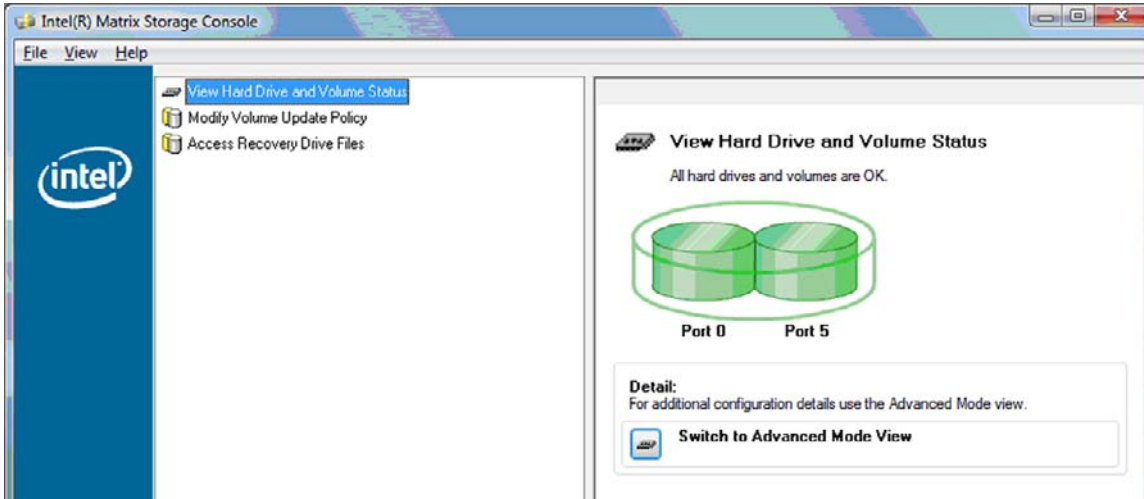 Intel(R) Matrix Storage Console
File View Help
View Hard Drive and Volume Status
Modify Volume Update Policy
Access Recovery Drive Files
intel
View Hard Drive and Volume Status
All hard drives and volumes are OK.
Port 0 Port 5
Detail:
For additional configuration details use the Advanced Mode view.
Switch to Advanced Mode View